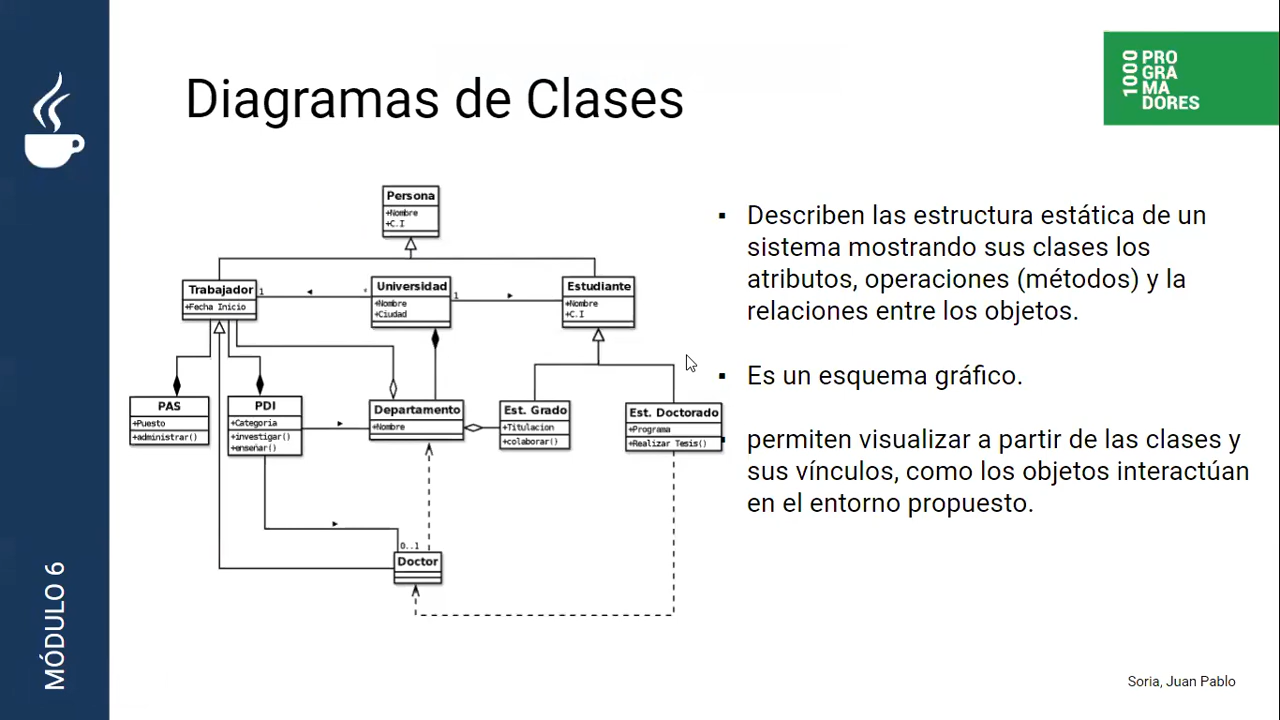 Diagramas de Clases
1000
PRO
GRA
MA
DORES
Persona
+Nombre
+C.I
Trabajador
+Fecha Inicio
1
*
Universidad
+Nombre
+Ciudad
1
Estudiante
+Nombre
+C.I
PAS
+Puesto
+administrar()
PDI
+Categoria
+investigar()
+enseñar()
Departamento
+Nombre
Est. Grado
+Titulacion
+colaborar()
Est. Doctorado
+Programa
+Realizar Tesis()
0..1
Doctor
▪ Describen las estructura estática de un
sistema mostrando sus clases los
atributos, operaciones (métodos) y la
relaciones entre los objetos.
▪ Es un esquema gráfico.
▪ permiten visualizar a partir de las clases y
sus vínculos, como los objetos interactúan
en el entorno propuesto.
MÓDULO 6
Soria, Juan Pablo